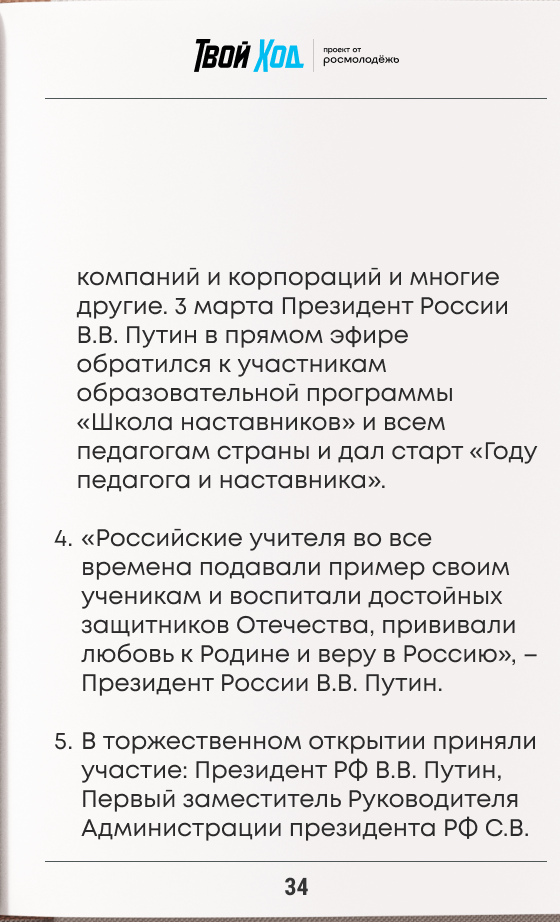 Твой Ход
проект от
росмолодёжь
компаний и корпораций и многие
другие. 3 марта Президент России
В.В. Путин в прямом эфире
обратился к участникам
образовательной программы
«Школа наставников» и всем
педагогам страны и дал старт «Году
педагога и наставника».
4. «Российские учителя во все
времена подавали пример своим
ученикам и воспитали достойных
защитников Отечества, прививали
любовь к Родине и веру в Россию», –
Президент России В.В. Путин.
5. В торжественном открытии приняли
участие: Президент РФ В.В. Путин,
Первый заместитель Руководителя
Администрации президента РФ С.В.
34